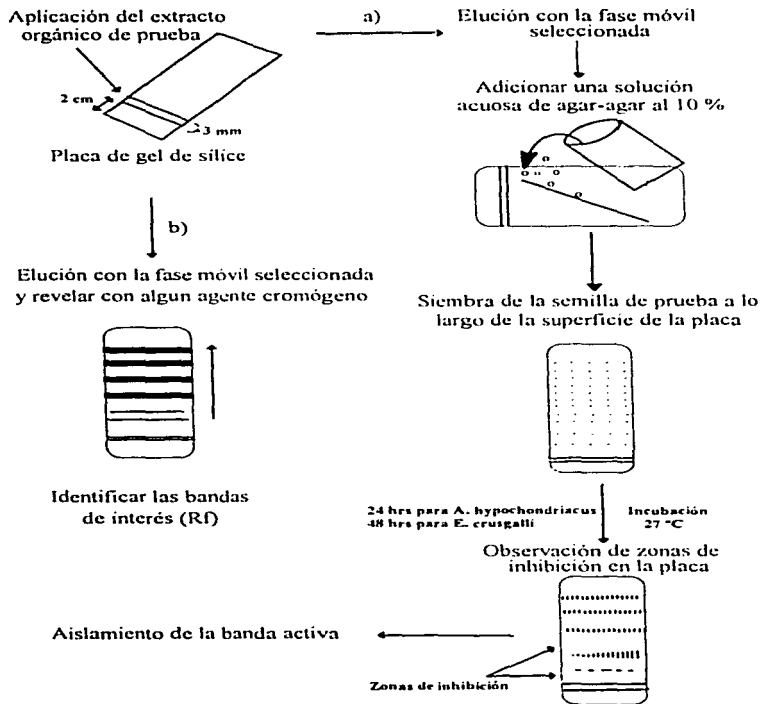 Aplicación del extracto
orgánico de prueba
a)
Elución con la fase móvil
seleccionada
2 cm
3 mm
Placa de gel de sílice
Adicionar una solución
acuosa de agar-agar al 10 %
b)
Elución con la fase móvil seleccionada
y revelar con algun agente cromógeno
Siembra de la semilla de prueba a lo
largo de la superficie de la placa
Identificar las bandas
de interés (Rf)
24 hrs para A. hypochondriacus
48 hrs para E. crusgalli
Incubación
27 °C
Observación de zonas de
inhibición en la placa
Aislamiento de la banda activa
Zonas de inhibición